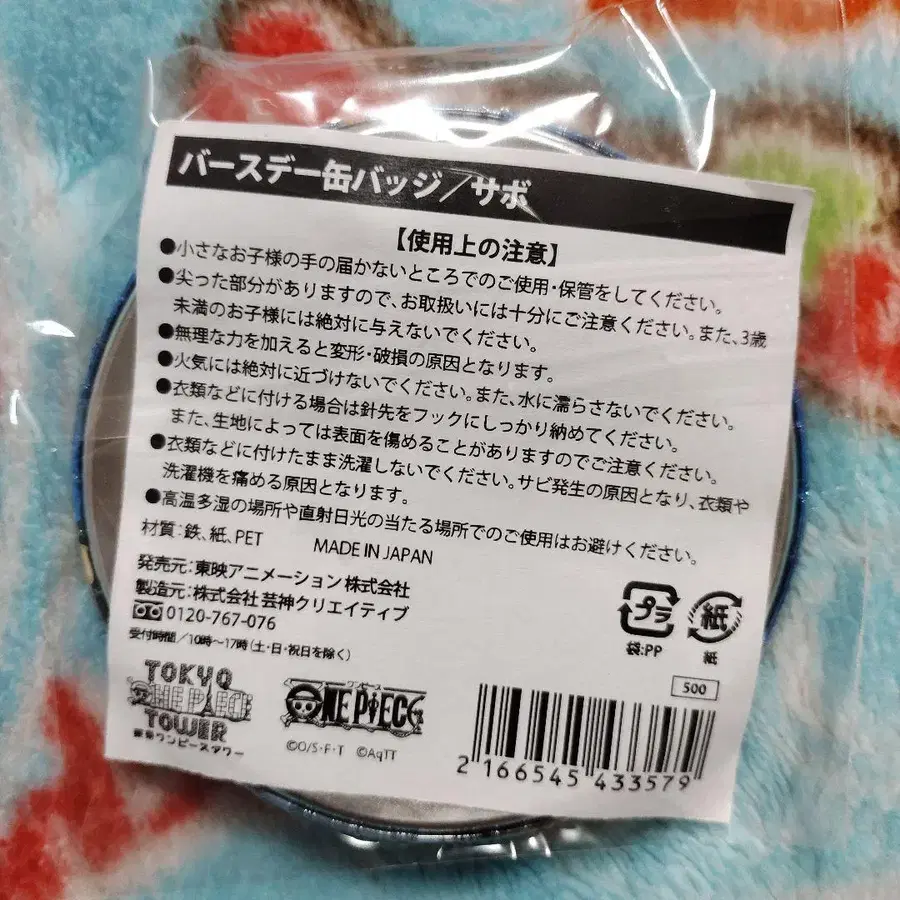 バースデー缶バッジ／サボ
【使用上の注意】
●小さなお子様の手の届かないところでのご使用・保管をしてください。
●尖った部分がありますので、お取扱いには十分にご注意ください。また、3歳
未満のお子様には絶対に与えないでください。
●無理な力を加えると変形・破損の原因となります。
●火気には絶対に近づけないでください。また、水に濡らさないでください。
●衣類などに付ける場合は針先をフックにしっかり納めてください。
また、生地によっては表面を傷めることがありますのでご注意ください。
●衣類などに付けたまま洗濯しないでください。サビ発生の原因となり、衣類や
洗濯機を痛める原因となります。
●高温多湿の場所や直射日光の当たる場所でのご使用はお避けください。
材質：鉄、紙、PET MADE IN JAPAN
発売元：東映アニメーション株式会社
製造元：株式会社 芸神クリエイティブ
0120-767-076
受付時間／10時〜17時（土・日・祝日を除く）
プラ
袋：PP
紙
紙
500
TOKYO
ONE PIECE
TOWER
東京ワンピースタワー
ONE PIECE
©O/S・F・T ©AqTT
2 166545 433579